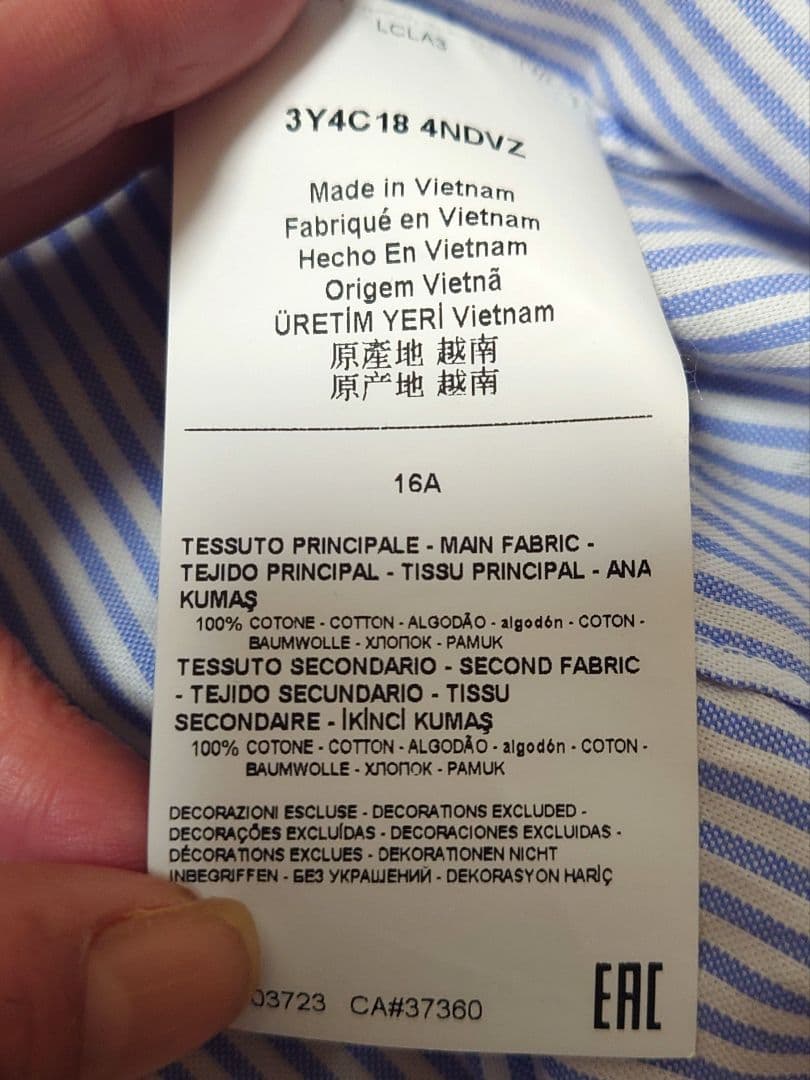 LCLA3
3Y4C18 4NDVZ
Made in Vietnam
Fabriqué en Vietnam
Hecho En Vietnam
Origem Vietnã
ÜRETİM YERİ Vietnam
原產地 越南
原产地 越南
16A
TESSUTO PRINCIPALE - MAIN FABRIC -
TEJIDO PRINCIPAL - TISSU PRINCIPAL - ANA
KUMAŞ
100% COTONE - COTTON - ALGODÃO - algodón - COTON -
BAUMWOLLE - ХЛОПОК - PAMUK
TESSUTO SECONDARIO - SECOND FABRIC
- TEJIDO SECUNDARIO - TISSU
SECONDAIRE - İKİNCİ KUMAŞ
100% COTONE - COTTON - ALGODÃO - algodón - COTON -
BAUMWOLLE - ХЛОПОК - PAMUK
DECORAZIONI ESCLUSE - DECORATIONS EXCLUDED -
DECORAÇÕES EXCLUÍDAS - DECORACIONES EXCLUIDAS -
DÉCORATIONS EXCLUES - DEKORATIONEN NICHT
INBEGRIFFEN - БЕЗ УКРАШЕНИЙ - DEKORASYON HARİÇ
03723 CA#37360
EAC